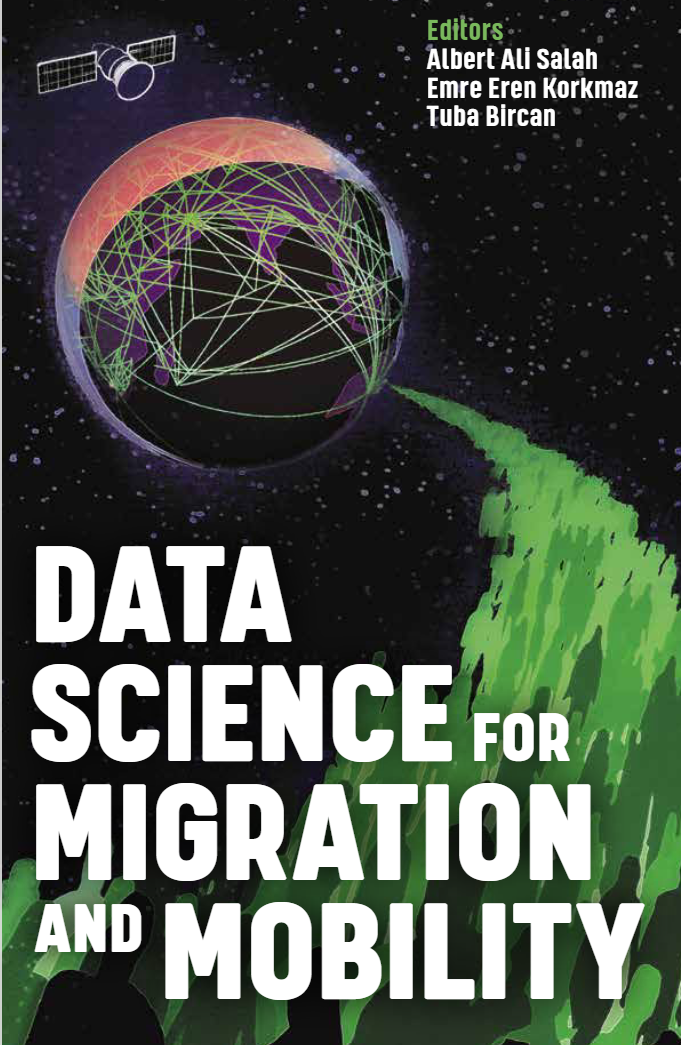 Editors
Albert Ali Salah
Emre Eren Korkmaz
Tuba Bircan
DATA
SCIENCE FOR
MIGRATION
AND MOBILITY